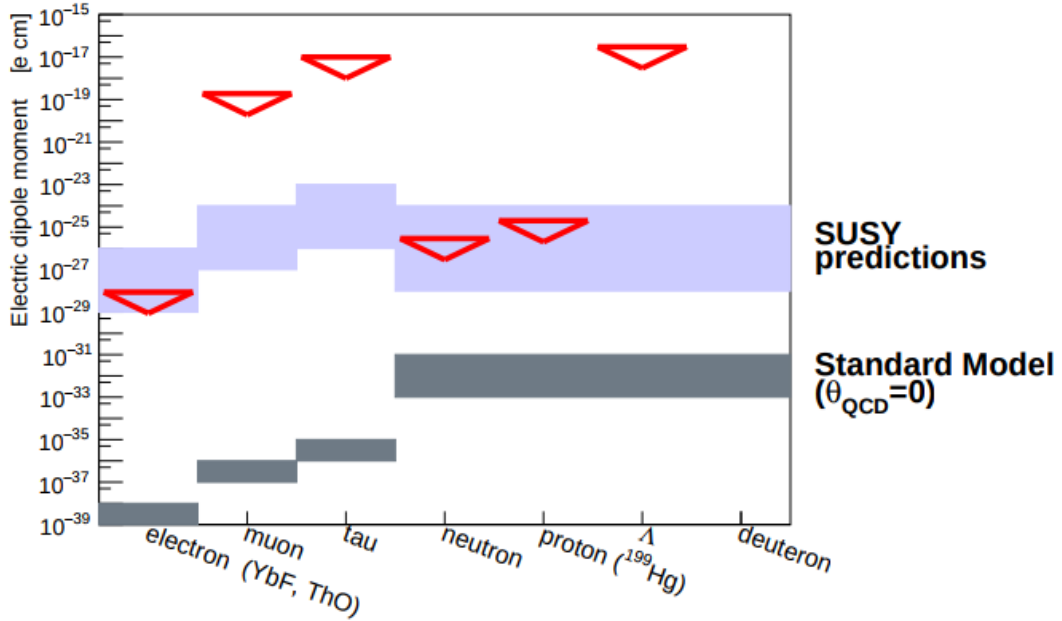 Electric dipole moment [e cm]
10⁻¹⁵
10⁻¹⁷
10⁻¹⁹
10⁻²¹
10⁻²³
10⁻²⁵
10⁻²⁷
10⁻²⁹
10⁻³¹
10⁻³³
10⁻³⁵
10⁻³⁷
10⁻³⁹
electron (YbF, ThO)
muon
tau
neutron
proton (¹⁹⁹Hg)
Λ
deuteron
SUSY
predictions
Standard Model
(θ_QCD=0)